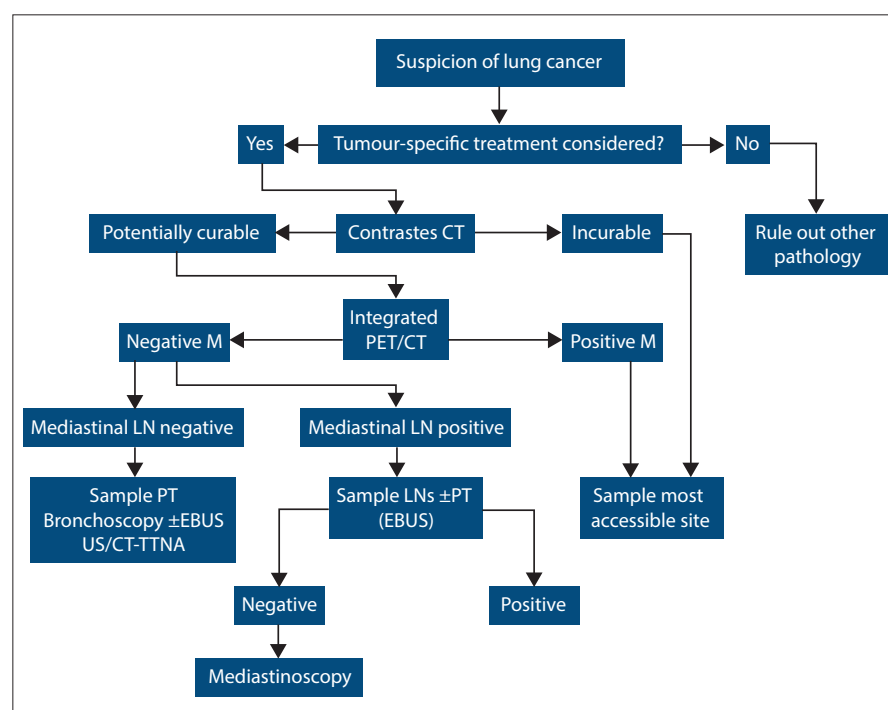 Suspicion of lung cancer
Yes
Tumour-specific treatment considered?
No
Potentially curable
Contrastes CT
Incurable
Rule out other
pathology
Integrated
PET/CT
Negative M
Positive M
Mediastinal LN negative
Mediastinal LN positive
Sample PT
Bronchoscopy ±EBUS
US/CT-TTNA
Sample LNs ±PT
(EBUS)
Sample most
accessible site
Negative
Positive
Mediastinoscopy